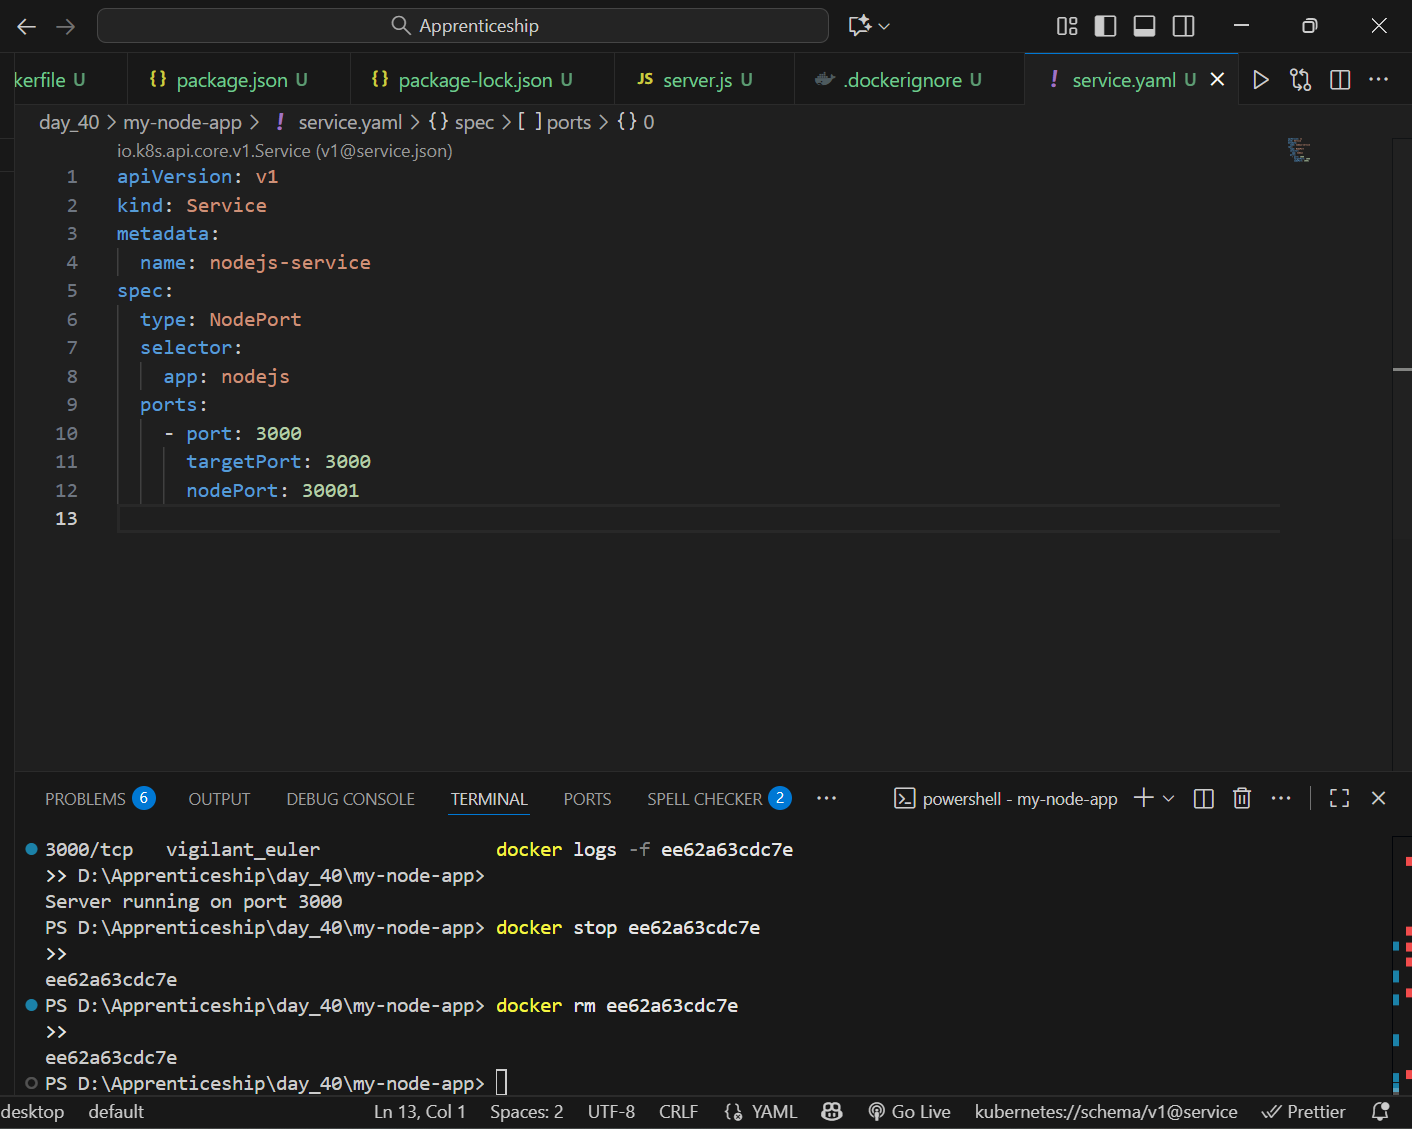 Apprenticeship
kerfile U
{} package.json U
{} package-lock.json U
JS server.js U
.dockerignore U
! service.yaml U
day_40 > my-node-app > ! service.yaml > {} spec > [ ] ports > {} 0
io.k8s.api.core.v1.Service (v1@service.json)
1 apiVersion: v1
2 kind: Service
3 metadata:
4   name: nodejs-service
5 spec:
6   type: NodePort
7   selector:
8     app: nodejs
9   ports:
10     - port: 3000
11       targetPort: 3000
12       nodePort: 30001
13
PROBLEMS 6 OUTPUT DEBUG CONSOLE TERMINAL PORTS SPELL CHECKER 2 ··· powershell - my-node-app
3000/tcp   vigilant_euler                docker logs -f ee62a63cdc7e
>> D:\Apprenticeship\day_40\my-node-app>
Server running on port 3000
PS D:\Apprenticeship\day_40\my-node-app> docker stop ee62a63cdc7e
>>
ee62a63cdc7e
PS D:\Apprenticeship\day_40\my-node-app> docker rm ee62a63cdc7e
>>
ee62a63cdc7e
PS D:\Apprenticeship\day_40\my-node-app>
desktop default Ln 13, Col 1 Spaces: 2 UTF-8 CRLF YAML Go Live kubernetes://schema/v1@service Prettier